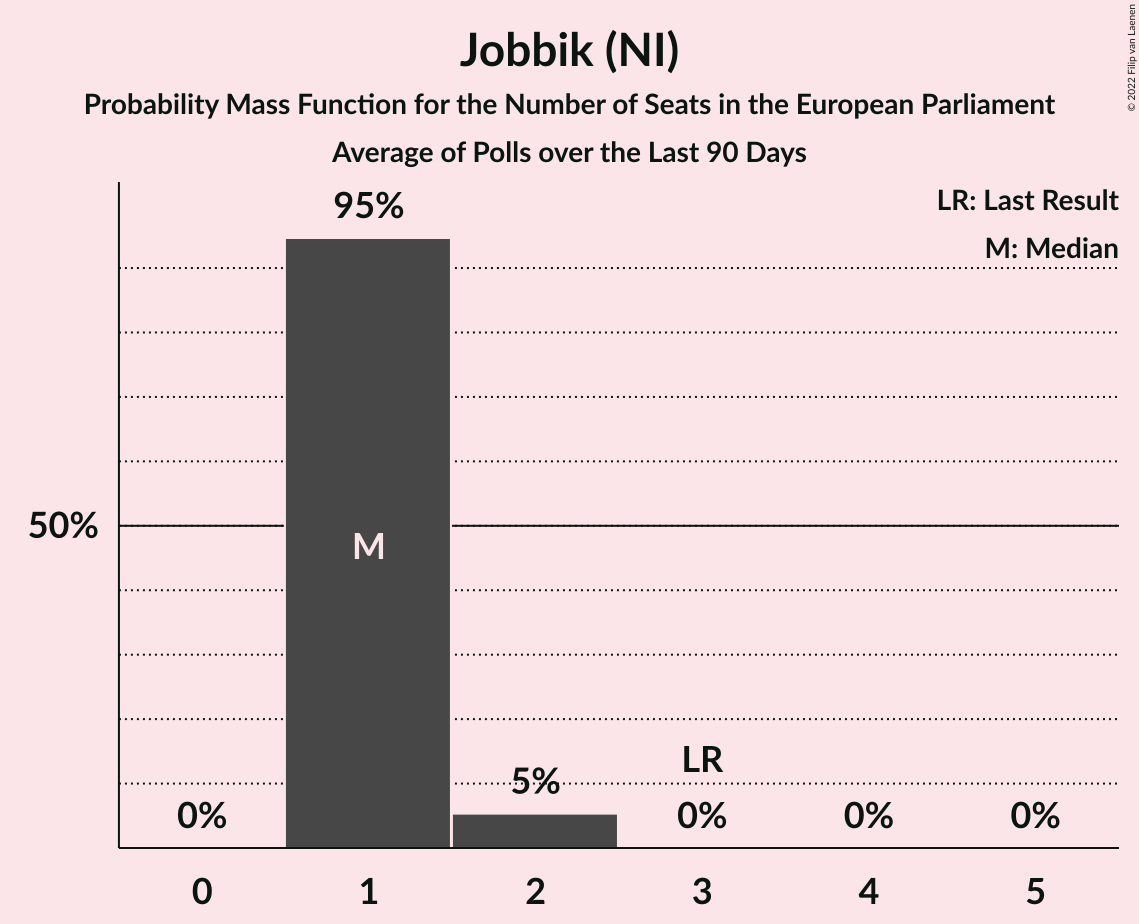 Jobbik (NI)
Probability Mass Function for the Number of Seats in the European Parliament
Average of Polls over the Last 90 Days
© 2022 Filip van Laenen
LR: Last Result
M: Median
95%
50%
M
LR
0%
5%
0%
0%
0%
0 1 2 3 4 5